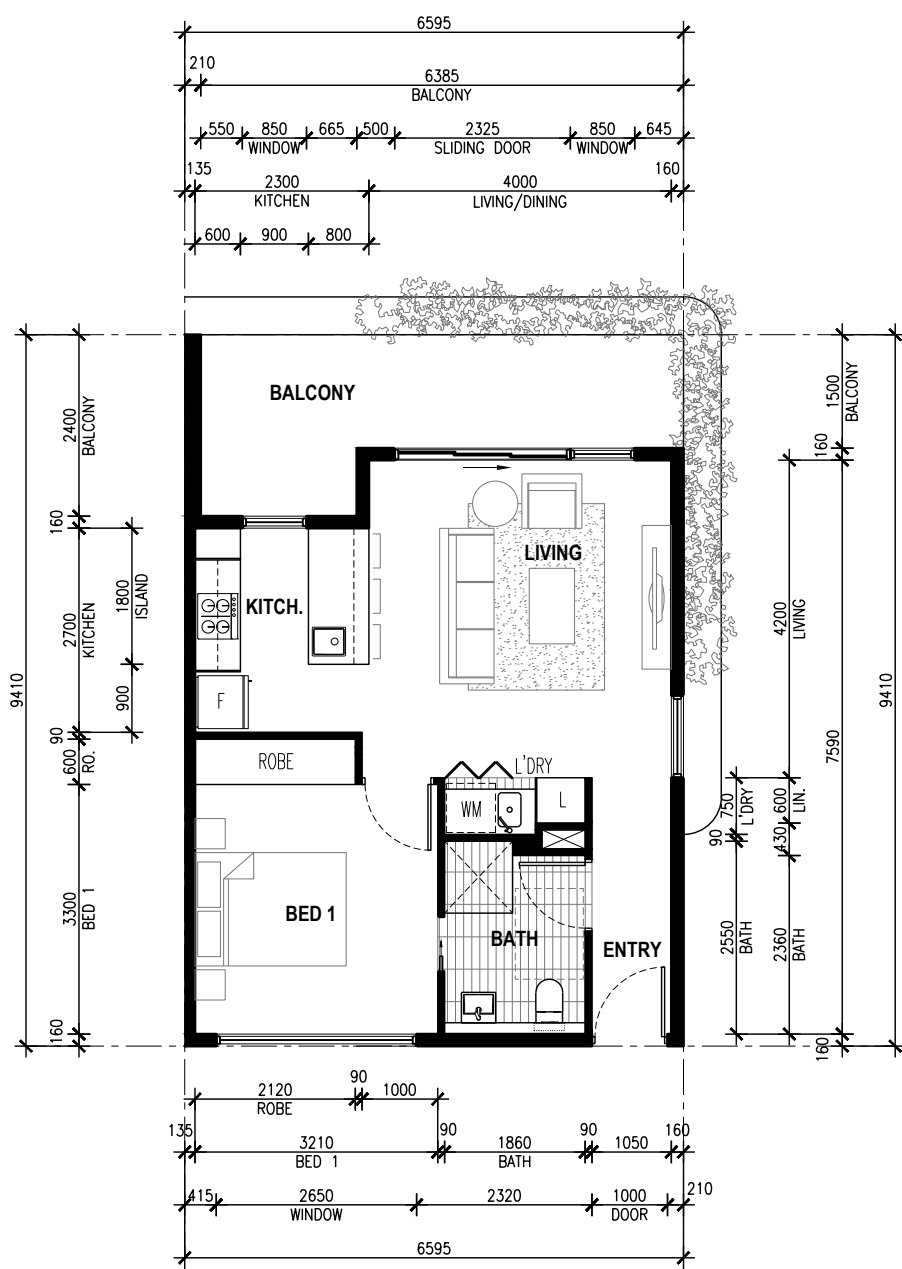 6595
210
6385
BALCONY
550
850
665
500
2325
850
645
WINDOW
SLIDING DOOR
WINDOW
135
2300
4000
160
KITCHEN
LIVING/DINING
600
900
800
9410
2400
BALCONY
160
2700
KITCHEN
1800
ISLAND
900
90
600
RO.
3300
BED 1
160
BALCONY
LIVING
KITCH.
F
ROBE
L'DRY
WM
L
BED 1
BATH
ENTRY
1500
BALCONY
160
4200
LIVING
7590
9410
750
L'DRY
600
LIN.
90
430
2550
BATH
2360
BATH
160
2120
90
1000
ROBE
135
3210
90
1860
90
1050
160
BED 1
BATH
415
2650
2320
1000
210
WINDOW
DOOR
6595